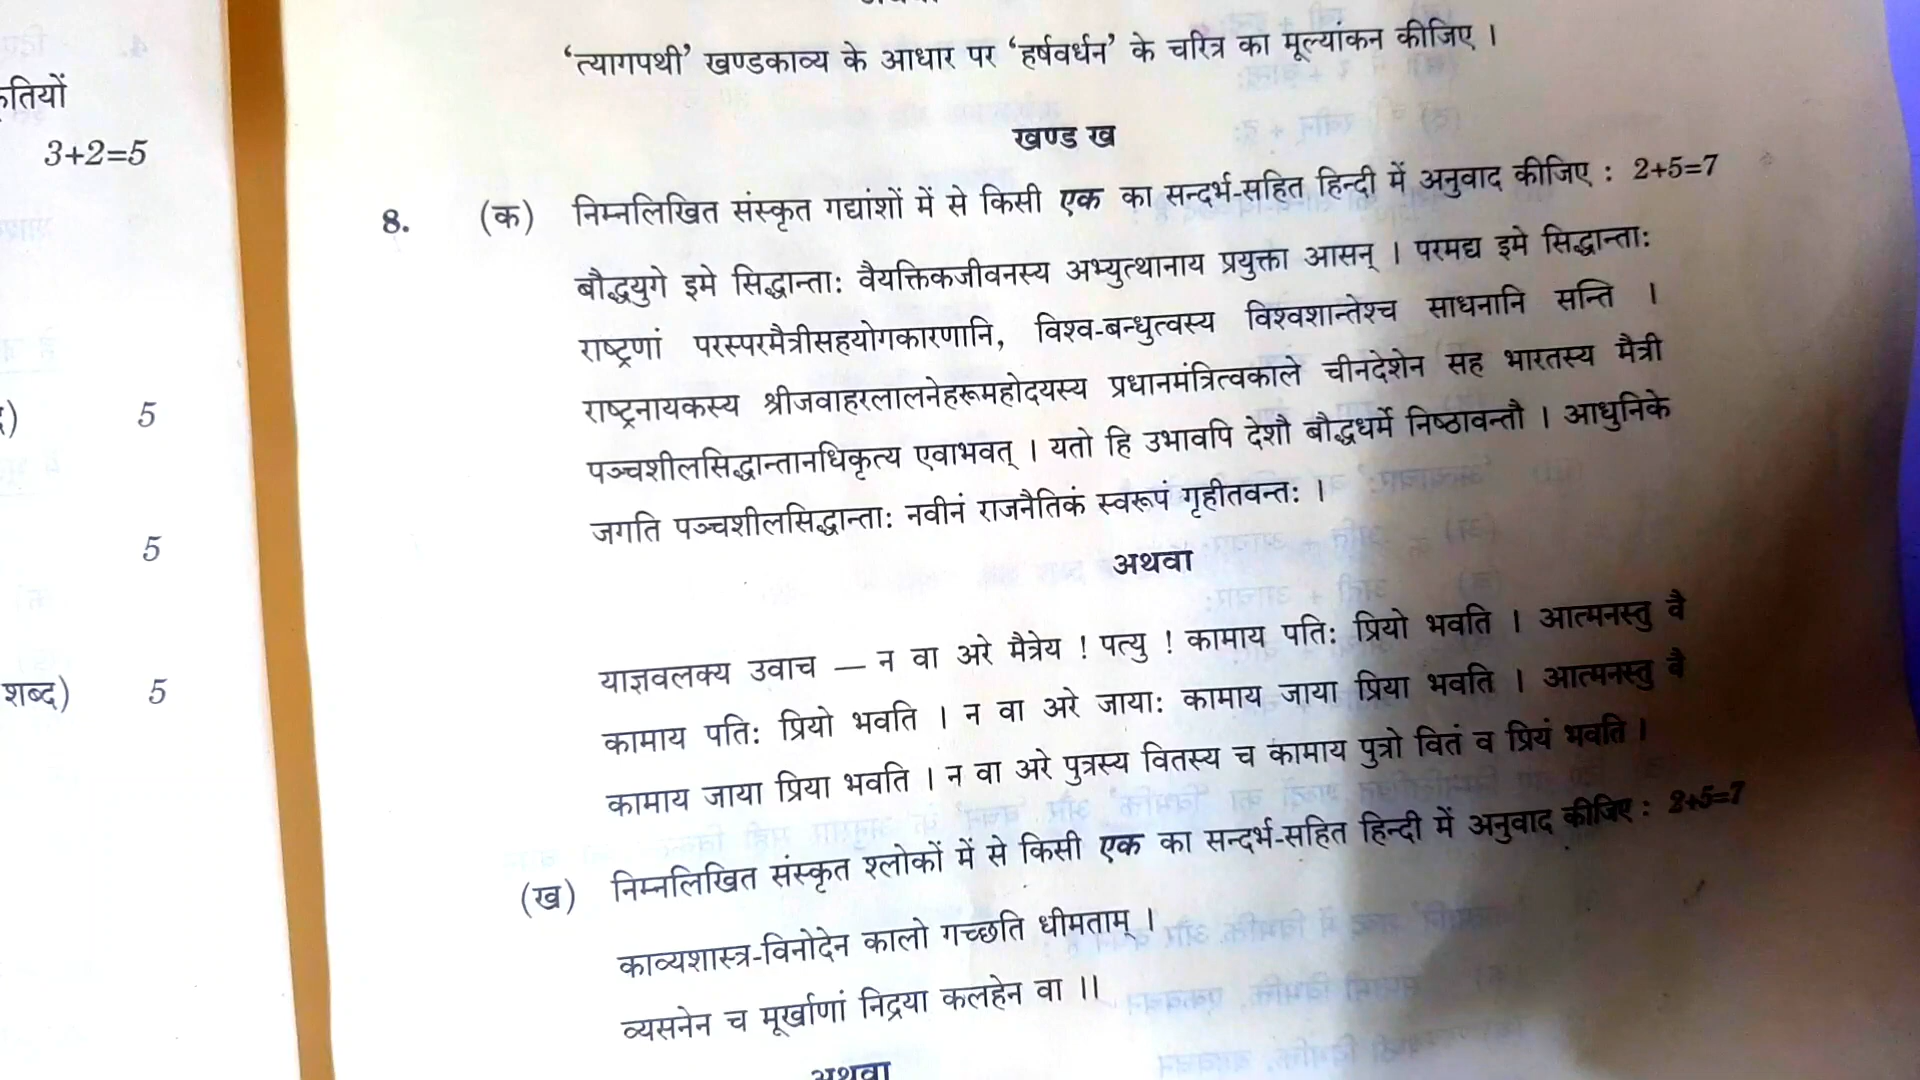 कृतियों
3+2=5
5
5
शब्द) 5
'त्यागपथी' खण्डकाव्य के आधार पर 'हर्षवर्धन' के चरित्र का मूल्यांकन कीजिए ।
खण्ड ख
8. (क) निम्नलिखित संस्कृत गद्यांशों में से किसी एक का सन्दर्भ-सहित हिन्दी में अनुवाद कीजिए : 2+5=7
बौद्धयुगे इमे सिद्धान्ताः वैयक्तिकजीवनस्य अभ्युत्थानाय प्रयुक्ता आसन् । परमद्य इमे सिद्धान्ताः
राष्ट्रणां परस्परमैत्रीसहयोगकारणानि, विश्व-बन्धुत्वस्य विश्वशान्तेश्च साधनानि सन्ति ।
राष्ट्रनायकस्य श्रीजवाहरलालनेहरूमहोदयस्य प्रधानमंत्रित्वकाले चीनदेशेन सह भारतस्य मैत्री
पञ्चशीलसिद्धान्तानधिकृत्य एवाभवत् । यतो हि उभावपि देशौ बौद्धधर्मे निष्ठावन्तौ । आधुनिके
जगति पञ्चशीलसिद्धान्ताः नवीनं राजनैतिकं स्वरूपं गृहीतवन्तः ।
अथवा
याज्ञवलक्य उवाच — न वा अरे मैत्रेय ! पत्यु ! कामाय पतिः प्रियो भवति । आत्मनस्तु वै
कामाय पतिः प्रियो भवति । न वा अरे जायाः कामाय जाया प्रिया भवति । आत्मनस्तु वै
कामाय जाया प्रिया भवति । न वा अरे पुत्रस्य वितस्य च कामाय पुत्रो वितं व प्रियं भवति ।
(ख) निम्नलिखित संस्कृत श्लोकों में से किसी एक का सन्दर्भ-सहित हिन्दी में अनुवाद कीजिए : 2+5=7
काव्यशास्त्र-विनोदेन कालो गच्छति धीमताम् ।
व्यसनेन च मूर्खाणां निद्रया कलहेन वा ।।
अथवा